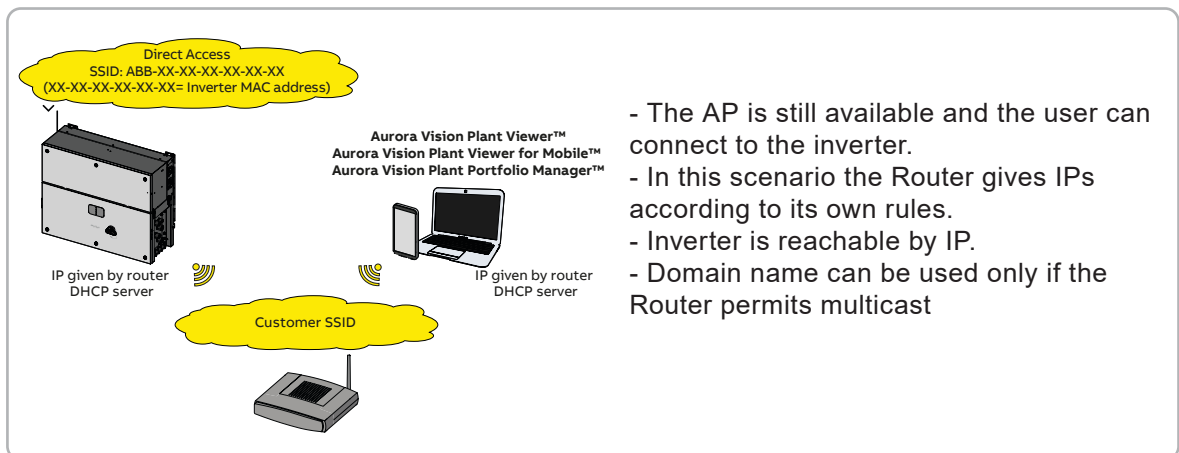 Direct Access
SSID: ABB-XX-XX-XX-XX-XX-XX
(XX-XX-XX-XX-XX-XX= Inverter MAC address)
Aurora Vision Plant Viewer™
Aurora Vision Plant Viewer for Mobile™
Aurora Vision Plant Portfolio Manager™
IP given by router
DHCP server
IP given by router
DHCP server
Customer SSID
- The AP is still available and the user can
connect to the inverter.
- In this scenario the Router gives IPs
according to its own rules.
- Inverter is reachable by IP.
- Domain name can be used only if the
Router permits multicast